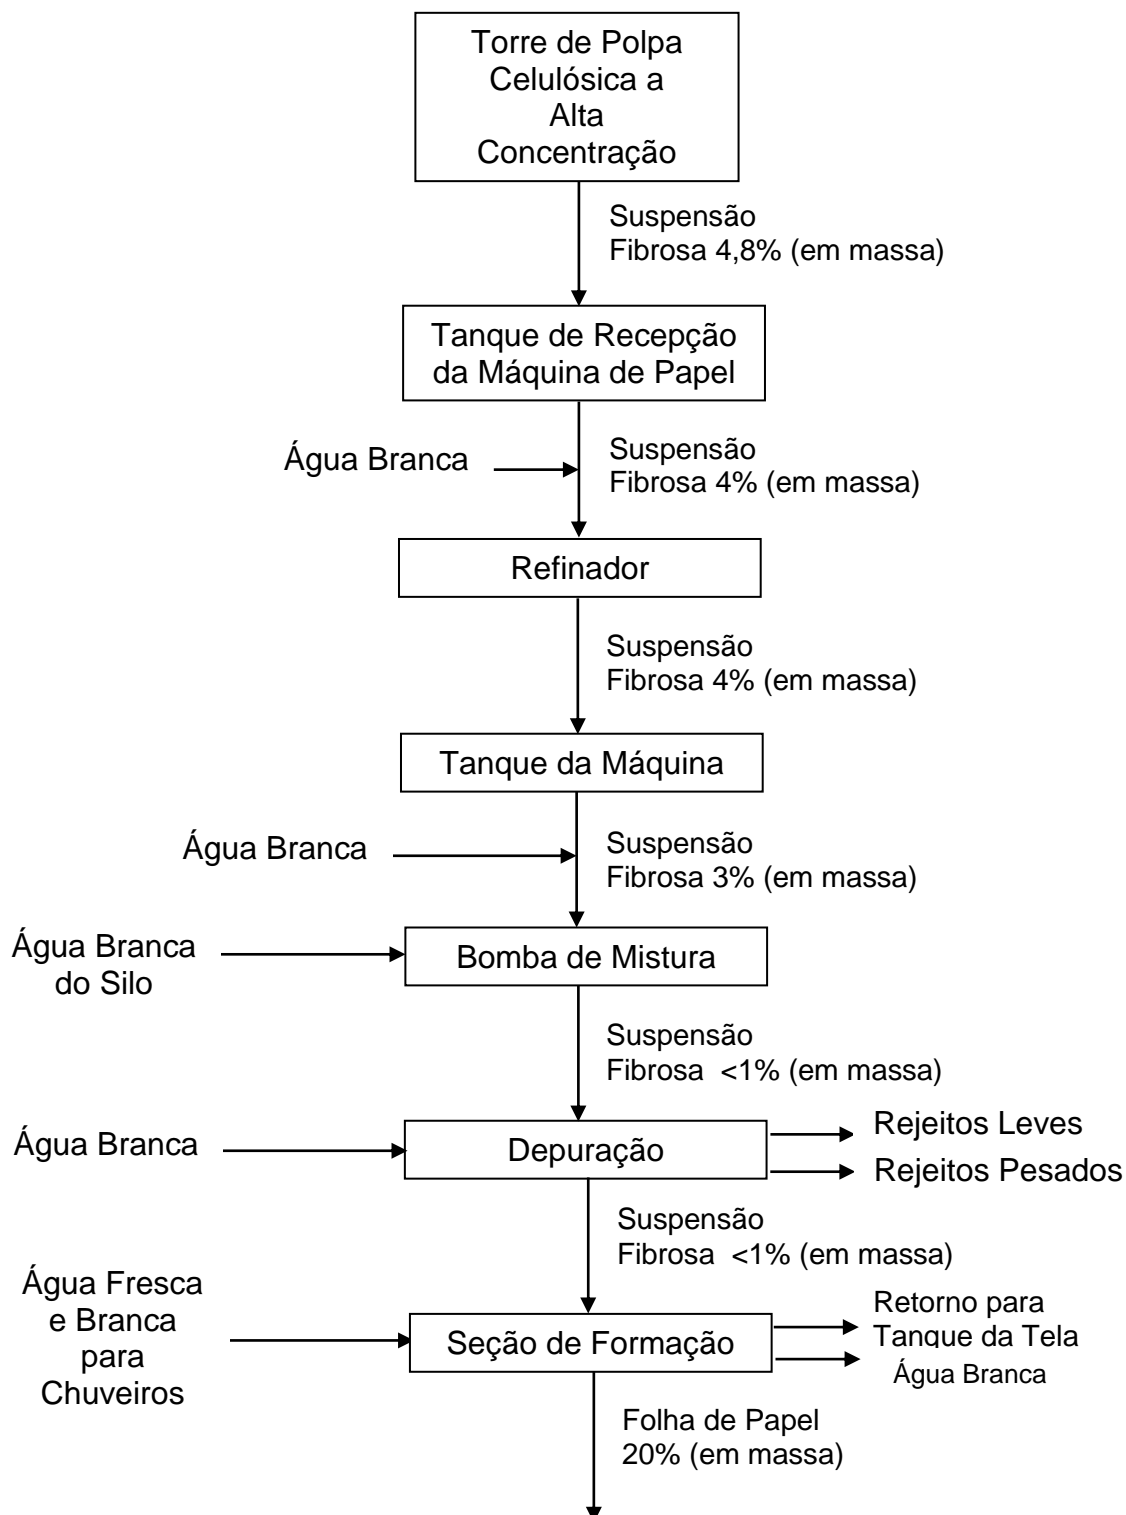 Torre de Polpa
Celulósica a
Alta
Concentração
Suspensão
Fibrosa 4,8% (em massa)
Tanque de Recepção
da Máquina de Papel
Água Branca
Suspensão
Fibrosa 4% (em massa)
Refinador
Suspensão
Fibrosa 4% (em massa)
Tanque da Máquina
Água Branca
Suspensão
Fibrosa 3% (em massa)
Água Branca
do Silo
Bomba de Mistura
Suspensão
Fibrosa <1% (em massa)
Água Branca
Depuração
Rejeitos Leves
Rejeitos Pesados
Suspensão
Fibrosa <1% (em massa)
Água Fresca
e Branca
para
Chuveiros
Seção de Formação
Retorno para
Tanque da Tela
Água Branca
Folha de Papel
20% (em massa)